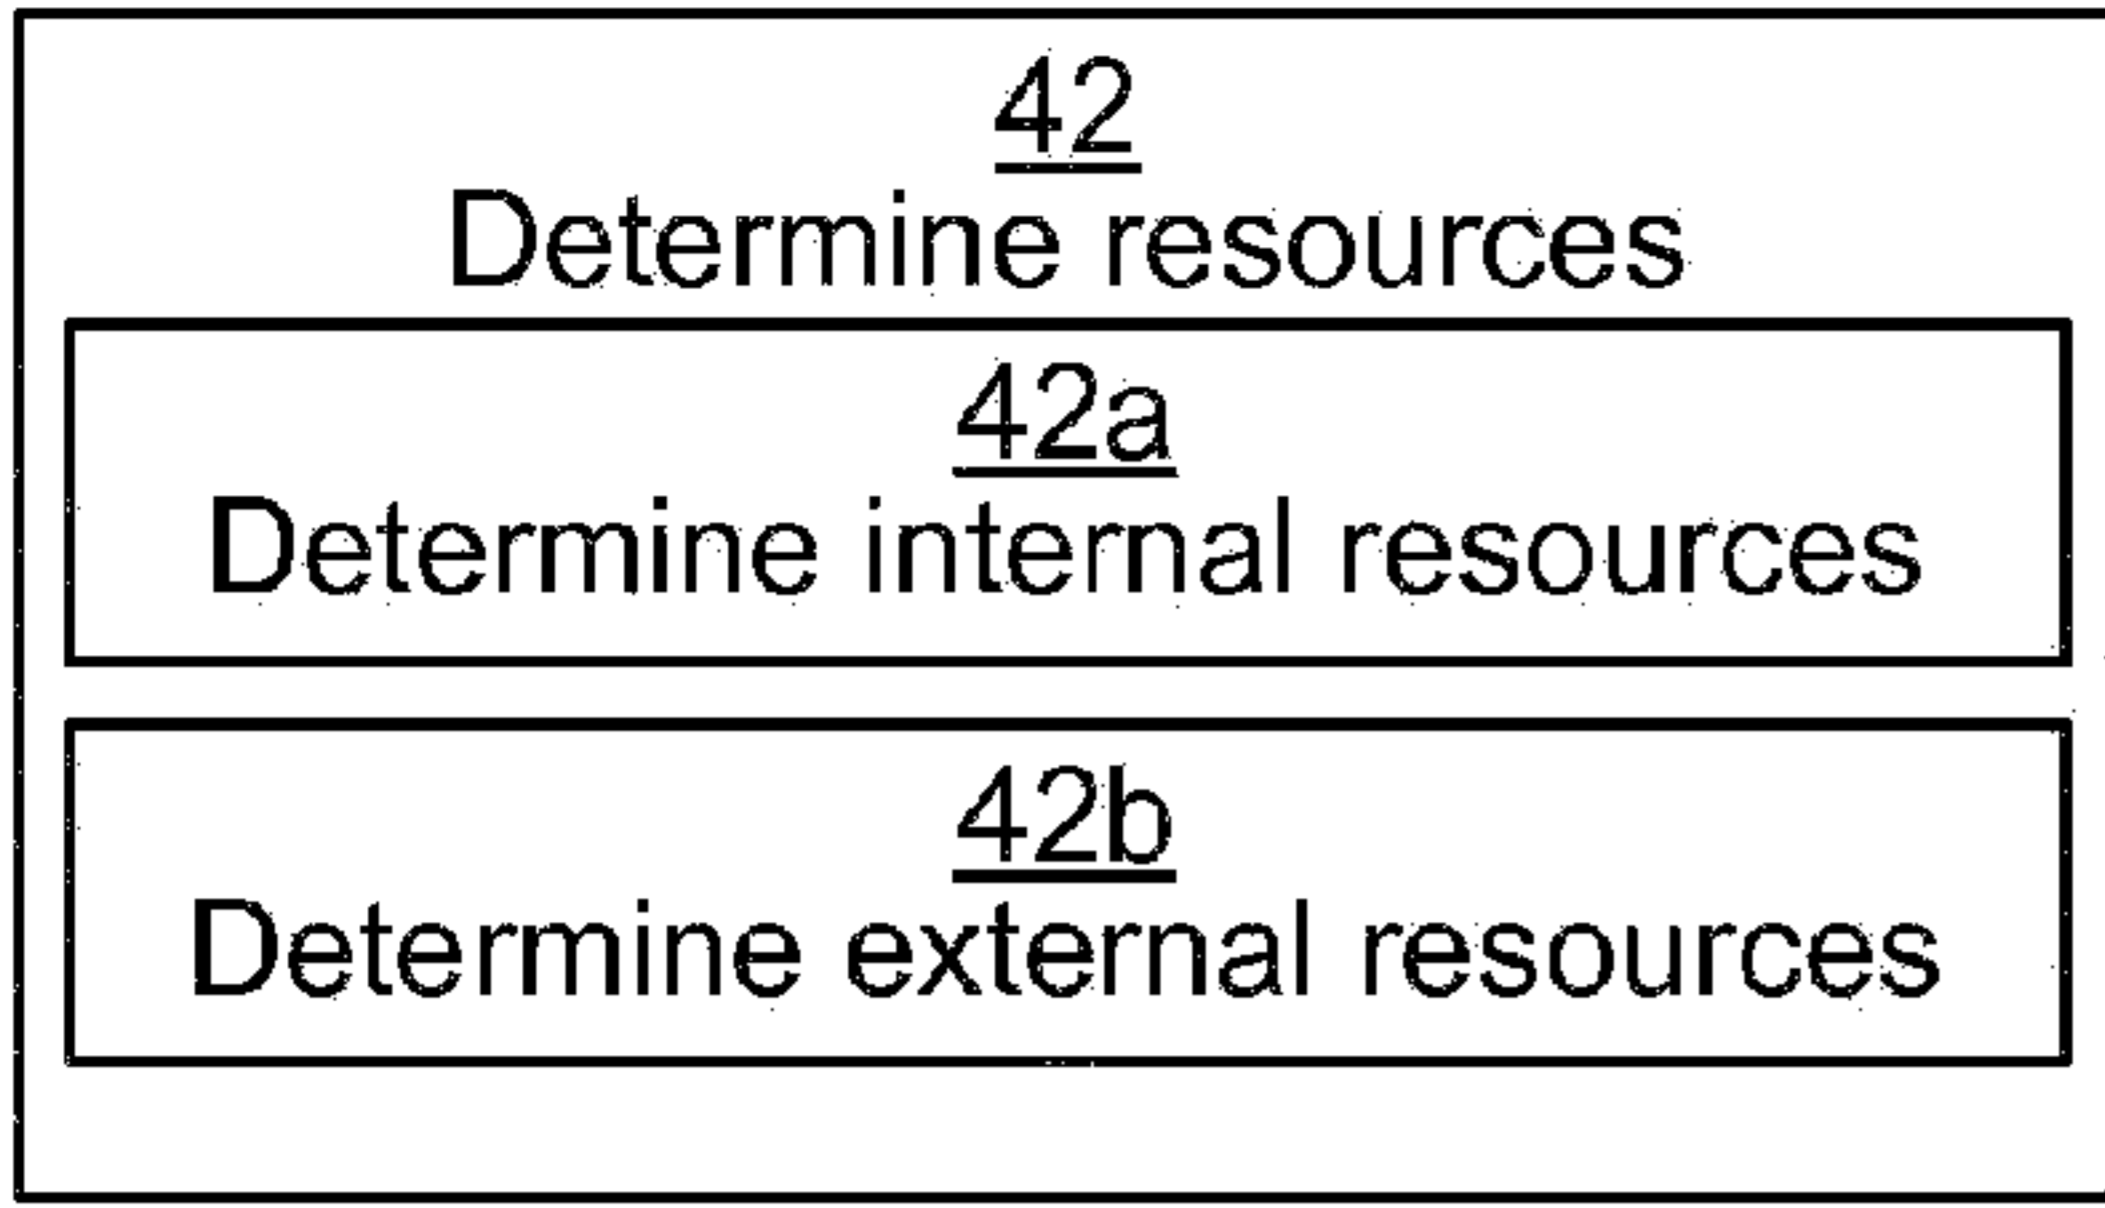 42
Determine resources
42a
Determine internal resources
42b
Determine external resources